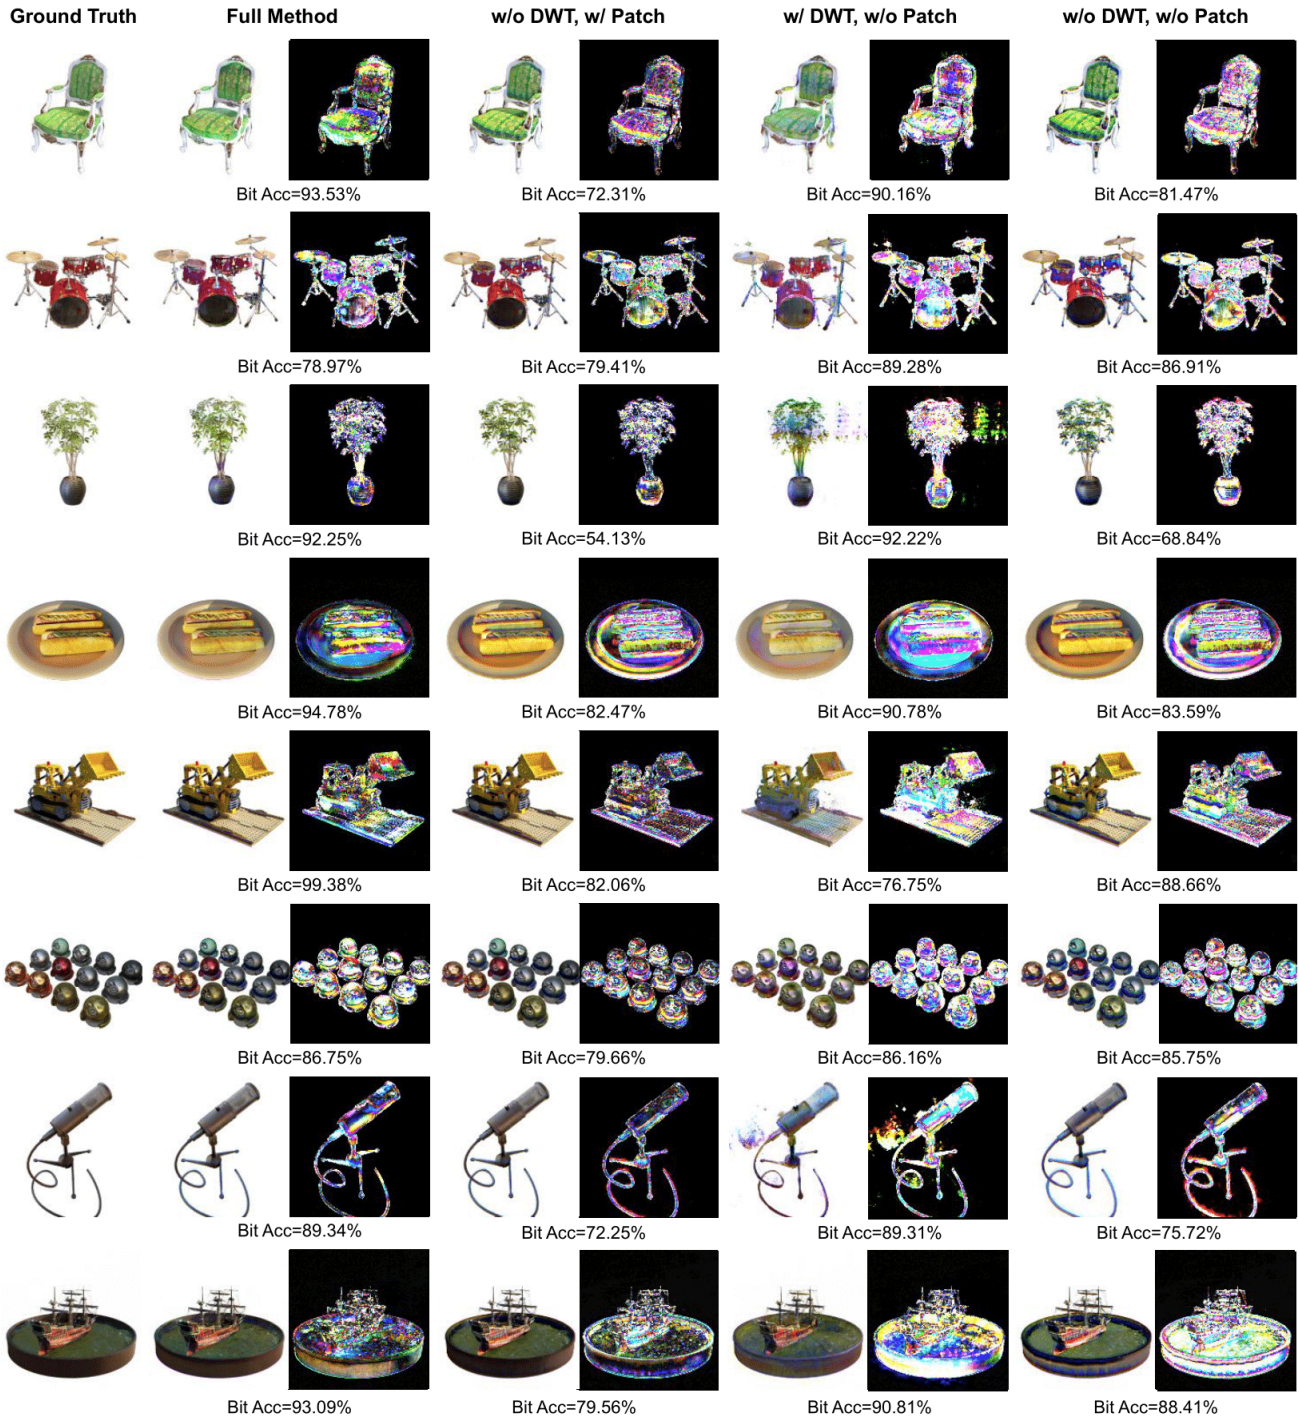 Ground Truth Full Method w/o DWT, w/ Patch w/ DWT, w/o Patch w/o DWT, w/o Patch
Bit Acc=93.53% Bit Acc=72.31% Bit Acc=90.16% Bit Acc=81.47%
Bit Acc=78.97% Bit Acc=79.41% Bit Acc=89.28% Bit Acc=86.91%
Bit Acc=92.25% Bit Acc=54.13% Bit Acc=92.22% Bit Acc=68.84%
Bit Acc=94.78% Bit Acc=82.47% Bit Acc=90.78% Bit Acc=83.59%
Bit Acc=99.38% Bit Acc=82.06% Bit Acc=76.75% Bit Acc=88.66%
Bit Acc=86.75% Bit Acc=79.66% Bit Acc=86.16% Bit Acc=85.75%
Bit Acc=89.34% Bit Acc=72.25% Bit Acc=89.31% Bit Acc=75.72%
Bit Acc=93.09% Bit Acc=79.56% Bit Acc=90.81% Bit Acc=88.41%